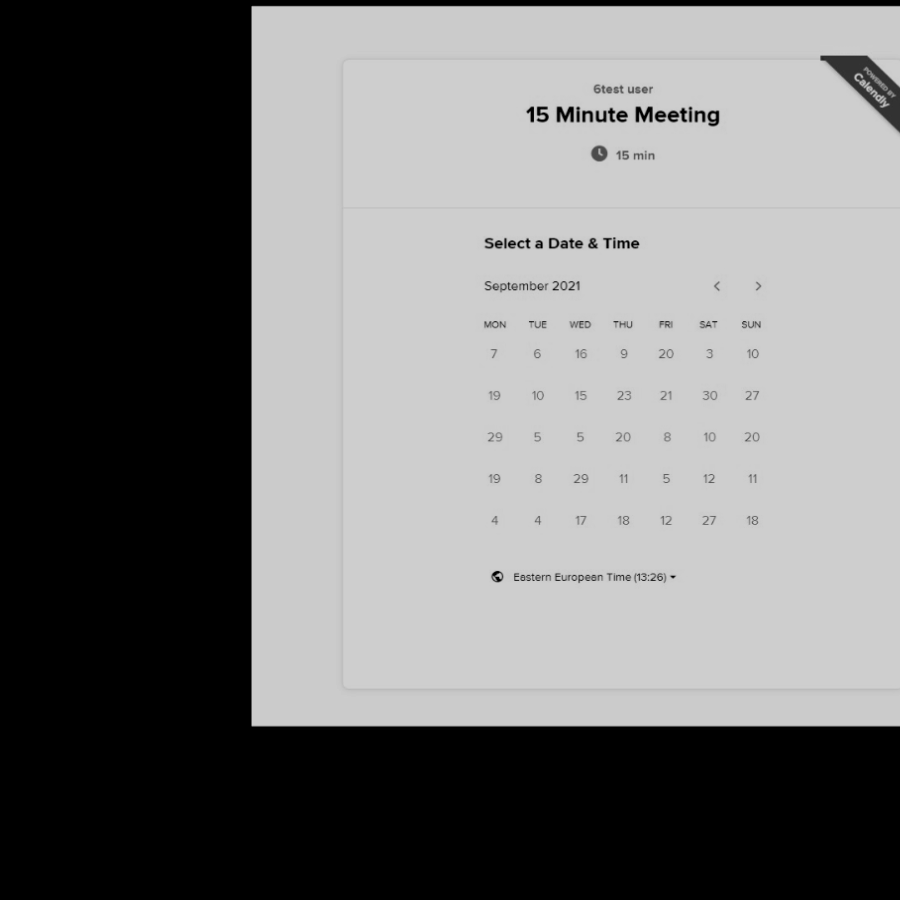 POWERED BY
Calendly
6test user
15 Minute Meeting
15 min
Select a Date & Time
September 2021
MON TUE WED THU FRI SAT SUN
7 6 16 9 20 3 10
19 10 15 23 21 30 27
29 5 5 20 8 10 20
19 8 29 11 5 12 11
4 4 17 18 12 27 18
Eastern European Time (13:26)